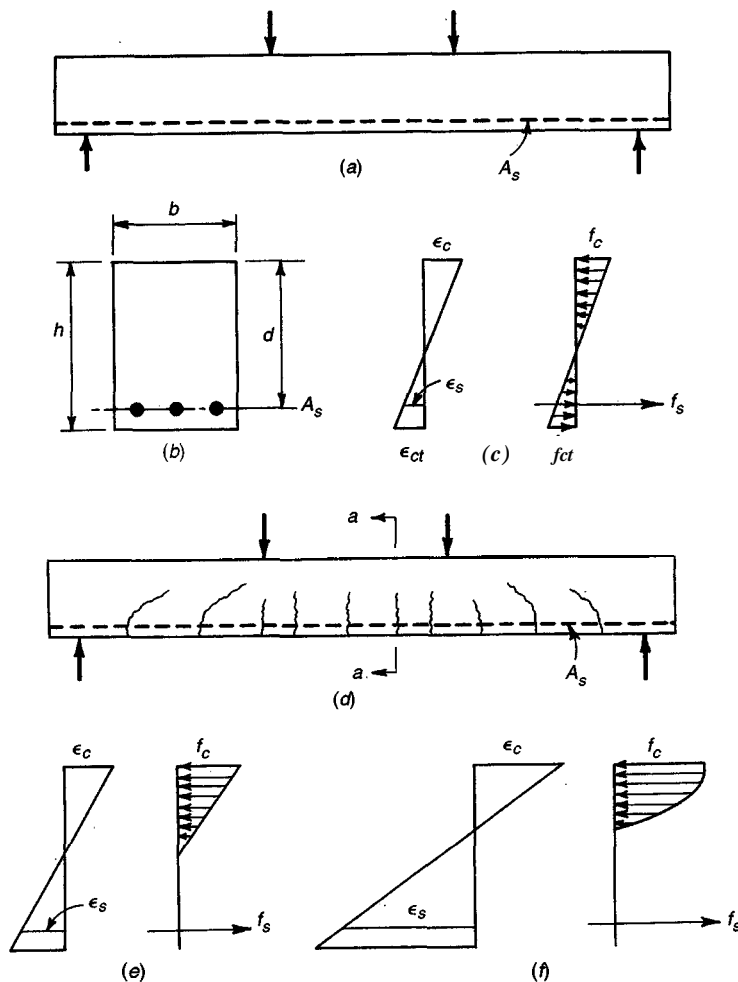 A_s
(a)
b
h
d
A_s
(b)
ϵ_c
ϵ_s
ϵ_ct
f_c
f_s
(c)
fct
a
a
A_s
(d)
ϵ_c
f_c
ϵ_s
f_s
(e)
ϵ_c
f_c
ϵ_s
f_s
(f)